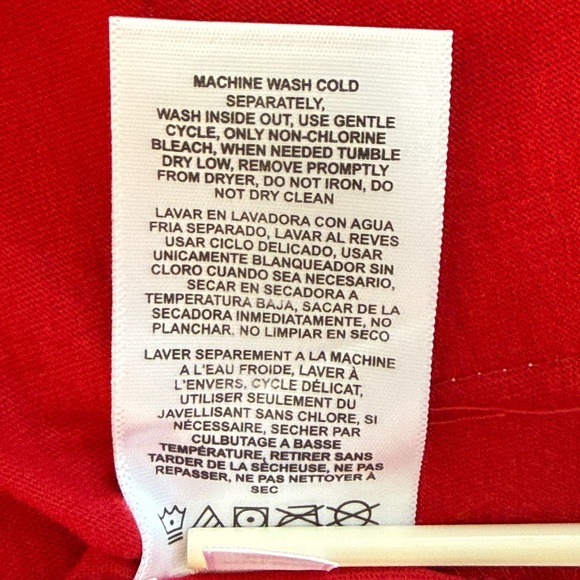 MACHINE WASH COLD
SEPARATELY,
WASH INSIDE OUT, USE GENTLE
CYCLE, ONLY NON-CHLORINE
BLEACH, WHEN NEEDED TUMBLE
DRY LOW, REMOVE PROMPTLY
FROM DRYER, DO NOT IRON, DO
NOT DRY CLEAN
LAVAR EN LAVADORA CON AGUA
FRIA SEPARADO, LAVAR AL REVES
USAR CICLO DELICADO, USAR
UNICAMENTE BLANQUEADOR SIN
CLORO CUANDO SEA NECESARIO,
SECAR EN SECADORA A
TEMPERATURA BAJA, SACAR DE LA
SECADORA INMEDIATAMENTE, NO
PLANCHAR, NO LIMPIAR EN SECO
LAVER SEPAREMENT A LA MACHINE
A L'EAU FROIDE, LAVER À
L'ENVERS, CYCLE DÉLICAT,
UTILISER SEULEMENT DU
JAVELLISANT SANS CHLORE, SI
NÉCESSAIRE, SECHER PAR
CULBUTAGE A BASSE
TEMPÉRATURE, RETIRER SANS
TARDER DE LA SÈCHEUSE, NE PAS
REPASSER, NE PAS NETTOYER À
SEC